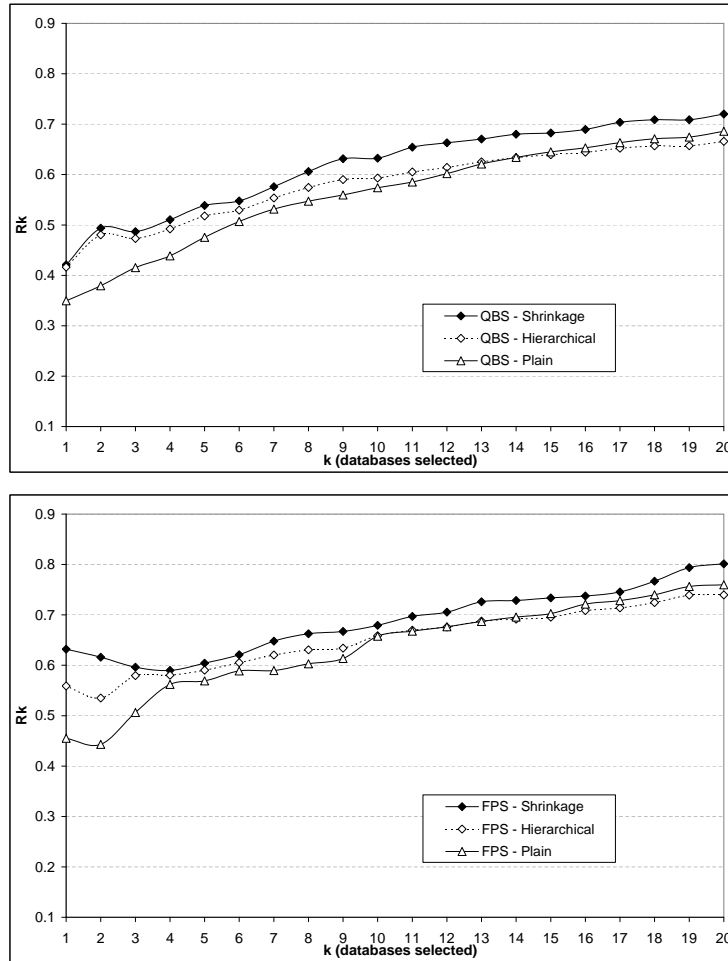 0.9
0.8
0.7
0.6
0.5
0.4
0.3
0.2
0.1
Rk
QBS - Shrinkage
QBS - Hierarchical
QBS - Plain
1 2 3 4 5 6 7 8 9 10 11 12 13 14 15 16 17 18 19 20
k (databases selected)
0.9
0.8
0.7
0.6
0.5
0.4
0.3
0.2
0.1
Rk
FPS - Shrinkage
FPS - Hierarchical
FPS - Plain
1 2 3 4 5 6 7 8 9 10 11 12 13 14 15 16 17 18 19 20
k (databases selected)